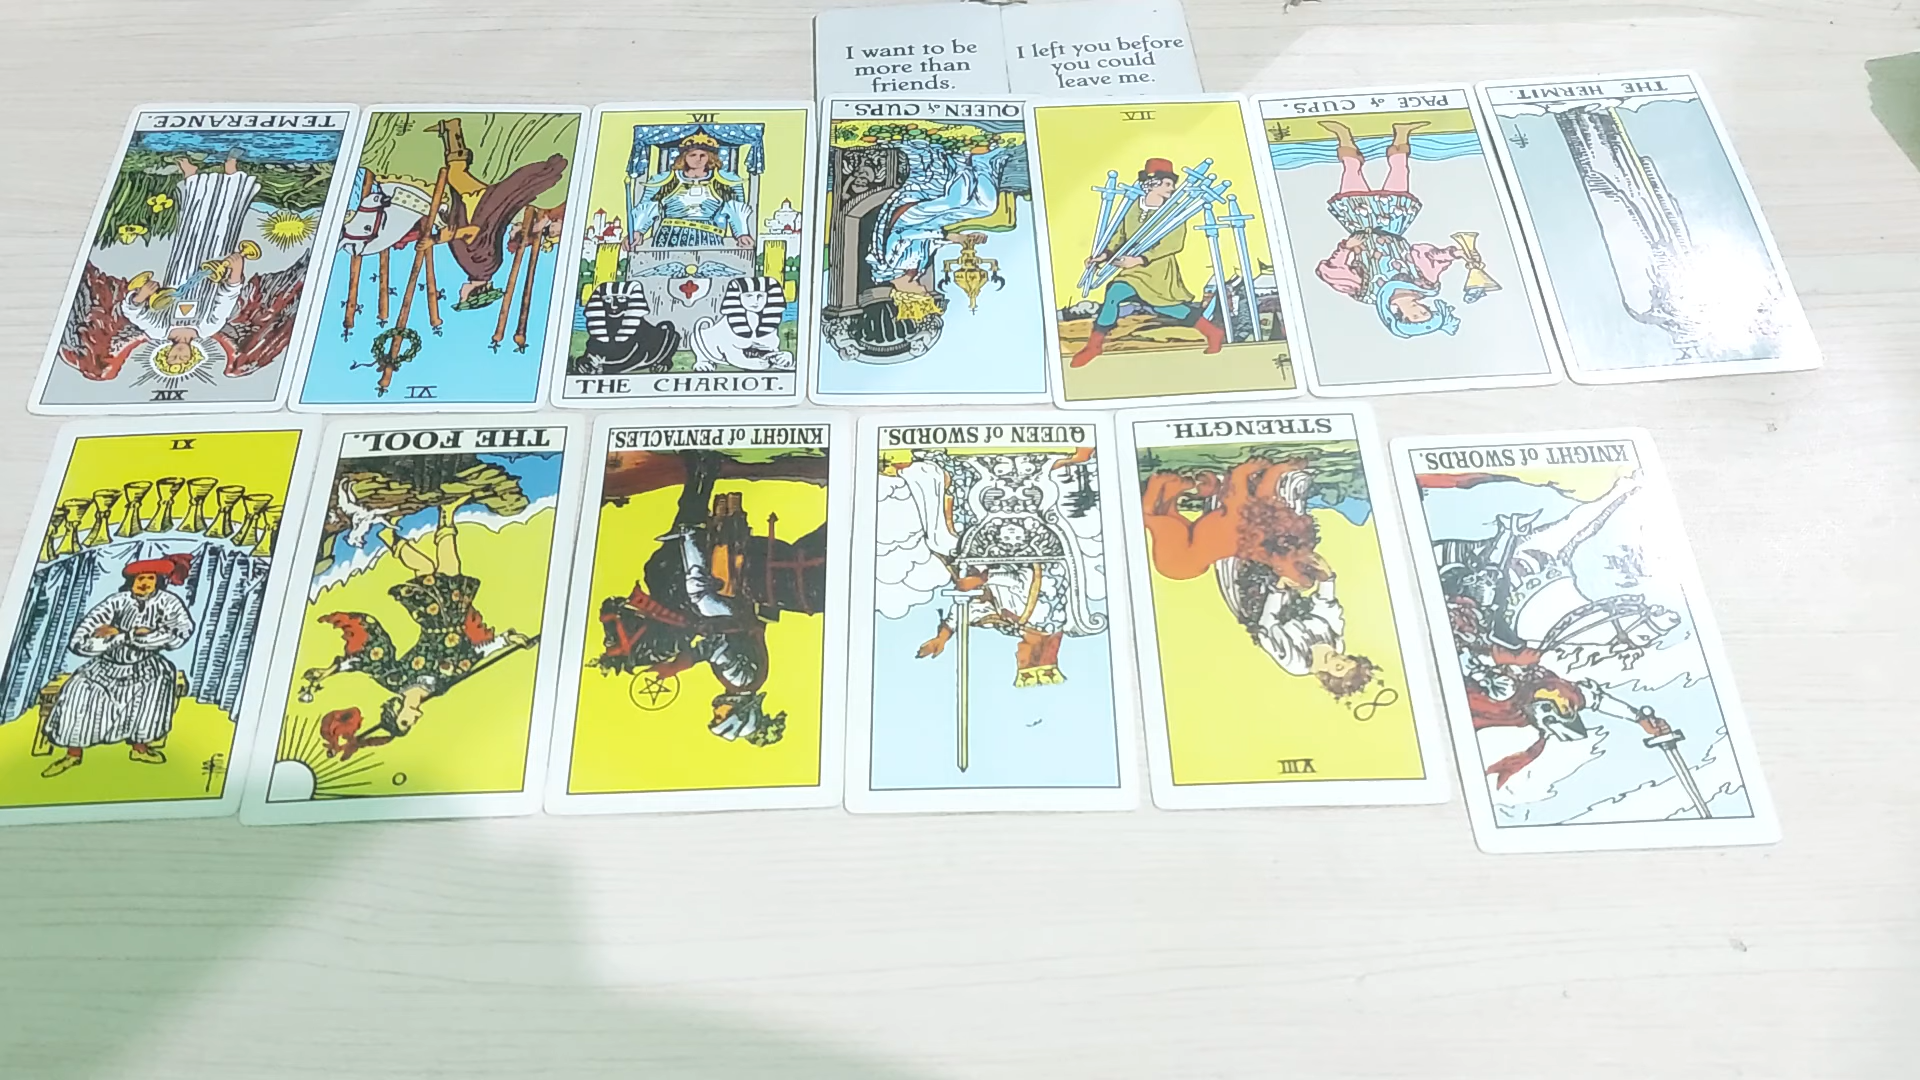 I want to be
more than
friends.
I left you before
you could
leave me.
TEMPERANCE.
XIV
VI
VII
THE CHARIOT.
QUEEN of CUPS.
VII
PAGE of CUPS.
THE HERMIT.
IX
IX
THE FOOL.
0
KNIGHT of PENTACLES.
QUEEN of SWORDS.
STRENGTH.
VIII
KNIGHT of SWORDS.